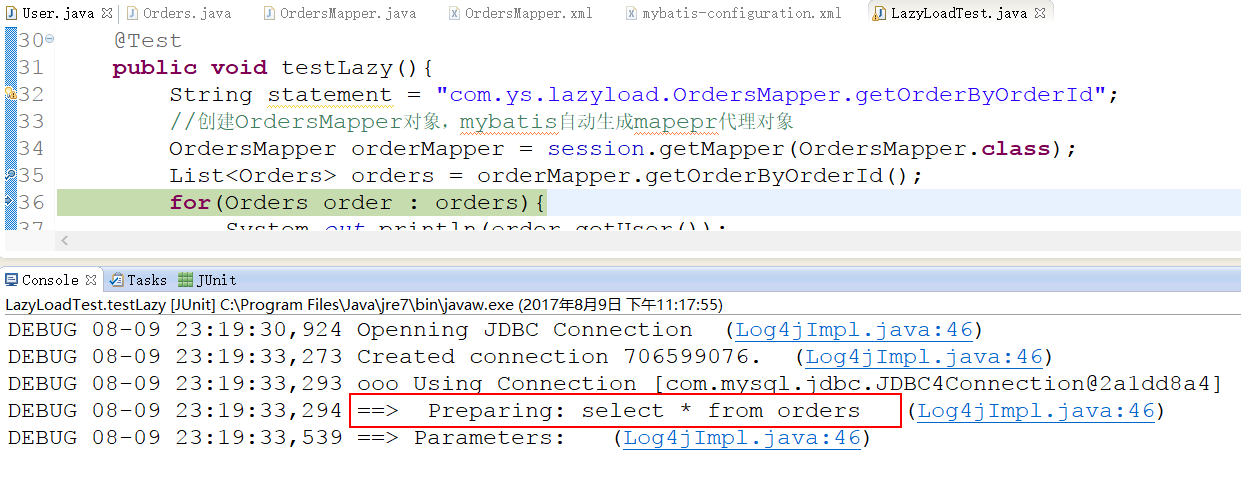 User.java Orders.java OrdersMapper.java OrdersMapper.xml mybatis-configuration.xml LazyLoadTest.java
30 @Test
31 public void testLazy(){
32 String statement = "com.ys.lazyload.OrdersMapper.getOrderByOrderId";
33 //创建OrdersMapper对象，mybatis自动生成mapepr代理对象
34 OrdersMapper orderMapper = session.getMapper(OrdersMapper.class);
35 List<Orders> orders = orderMapper.getOrderByOrderId();
36 for(Orders order : orders){
37 System.out.println(order.getUser());
Console Tasks JUnit
LazyLoadTest.testLazy [JUnit] C:\Program Files\Java\jre7\bin\javaw.exe (2017年8月9日 下午11:17:55)
DEBUG 08-09 23:19:30,924 Openning JDBC Connection (Log4jImpl.java:46)
DEBUG 08-09 23:19:33,273 Created connection 706599076. (Log4jImpl.java:46)
DEBUG 08-09 23:19:33,293 ooo Using Connection [com.mysql.jdbc.JDBC4Connection@2a1dd8a4]
DEBUG 08-09 23:19:33,294 ==> Preparing: select * from orders (Log4jImpl.java:46)
DEBUG 08-09 23:19:33,539 ==> Parameters: (Log4jImpl.java:46)